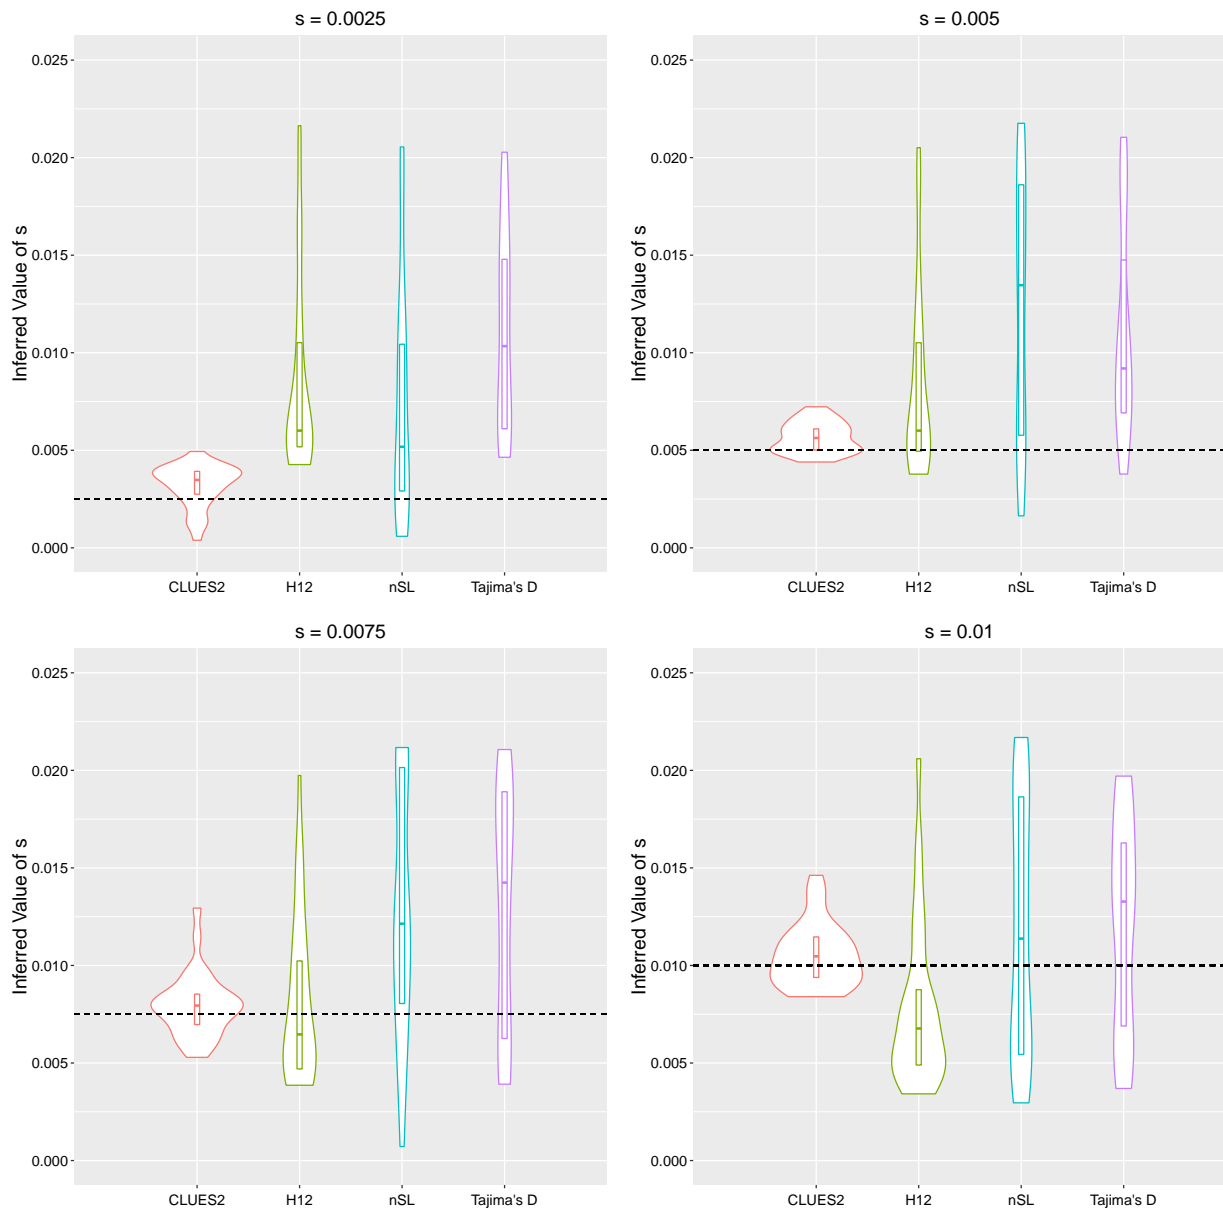 s = 0.0025
s = 0.005
Inferred Value of s
0.025
0.020
0.015
0.010
0.005
0.000
CLUES2 H12 nSL Tajima's D
Inferred Value of s
0.025
0.020
0.015
0.010
0.005
0.000
CLUES2 H12 nSL Tajima's D
s = 0.0075
s = 0.01
Inferred Value of s
0.025
0.020
0.015
0.010
0.005
0.000
CLUES2 H12 nSL Tajima's D
Inferred Value of s
0.025
0.020
0.015
0.010
0.005
0.000
CLUES2 H12 nSL Tajima's D